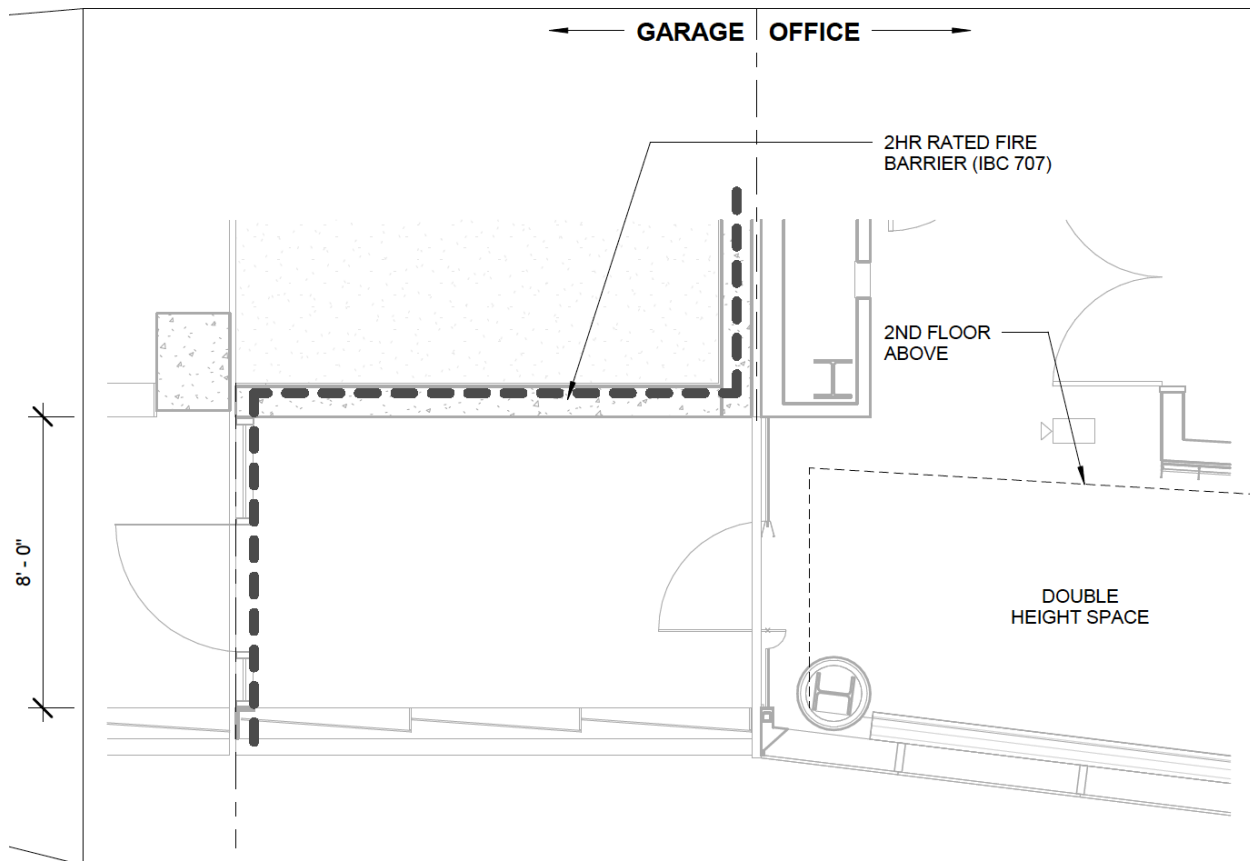 GARAGE OFFICE
2HR RATED FIRE
BARRIER (IBC 707)
2ND FLOOR
ABOVE
8' - 0"
DOUBLE
HEIGHT SPACE